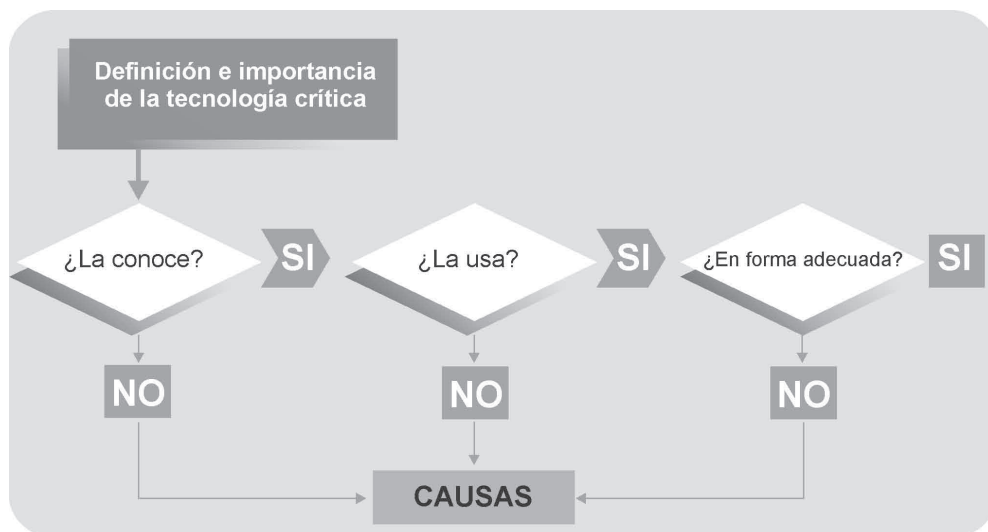 Definición e importancia
de la tecnología crítica
¿La conoce?
SI
¿La usa?
SI
¿En forma adecuada?
SI
NO
NO
NO
CAUSAS